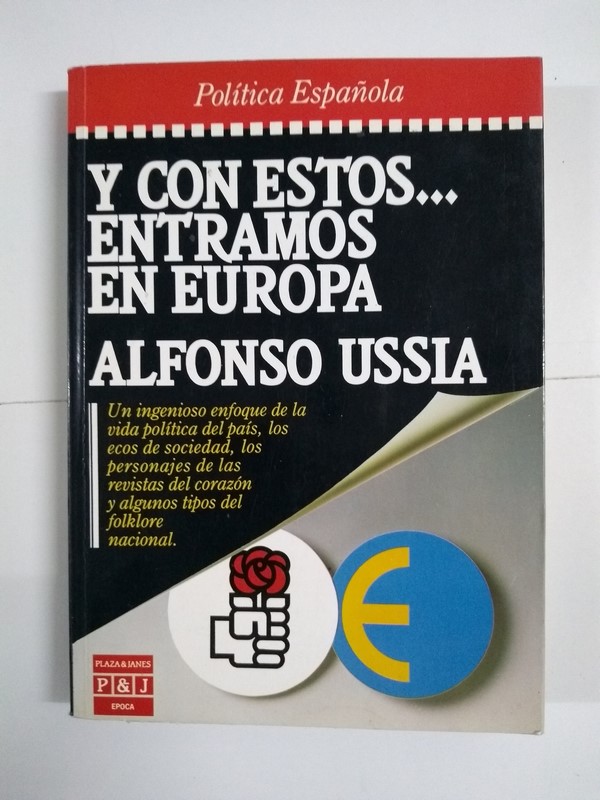 Política Española
Y CON ESTOS...
ENTRAMOS
EN EUROPA
ALFONSO USSIA
Un ingenioso enfoque de la
vida política del país, los
ecos de sociedad, los
personajes de las
revistas del corazón
y algunos tipos del
folklore
nacional.
E
PLAZA & JANES
P & J
EPOCA